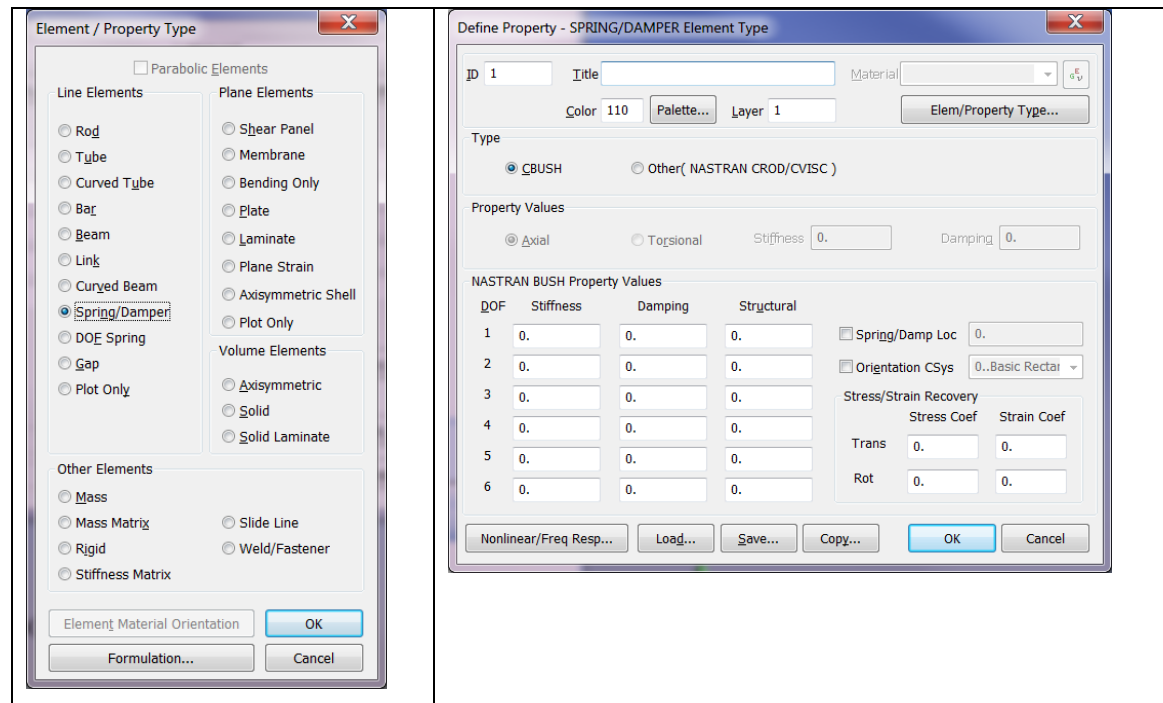 Element / Property Type
Parabolic Elements
Line Elements
Rod
Tube
Curved Tube
Bar
Beam
Link
Curved Beam
Spring/Damper
DOF Spring
Gap
Plot Only
Plane Elements
Shear Panel
Membrane
Bending Only
Plate
Laminate
Plane Strain
Axisymmetric Shell
Plot Only
Volume Elements
Axisymmetric
Solid
Solid Laminate
Other Elements
Mass
Mass Matrix
Slide Line
Rigid
Weld/Fastener
Stiffness Matrix
Element Material Orientation
OK
Formulation...
Cancel
Define Property - SPRING/DAMPER Element Type
ID 1 Title Material
Color 110 Palette... Layer 1 Elem/Property Type...
Type
CBUSH Other( NASTRAN CROD/CVISC )
Property Values
Axial Torsional Stiffness 0. Damping 0.
NASTRAN BUSH Property Values
DOF Stiffness Damping Structural
1 0. 0. 0.
2 0. 0. 0.
3 0. 0. 0.
4 0. 0. 0.
5 0. 0. 0.
6 0. 0. 0.
Spring/Damp Loc 0.
Orientation CSys 0..Basic Rectar
Stress/Strain Recovery
Stress Coef Strain Coef
Trans 0. 0.
Rot 0. 0.
Nonlinear/Freq Resp... Load... Save... Copy... OK Cancel